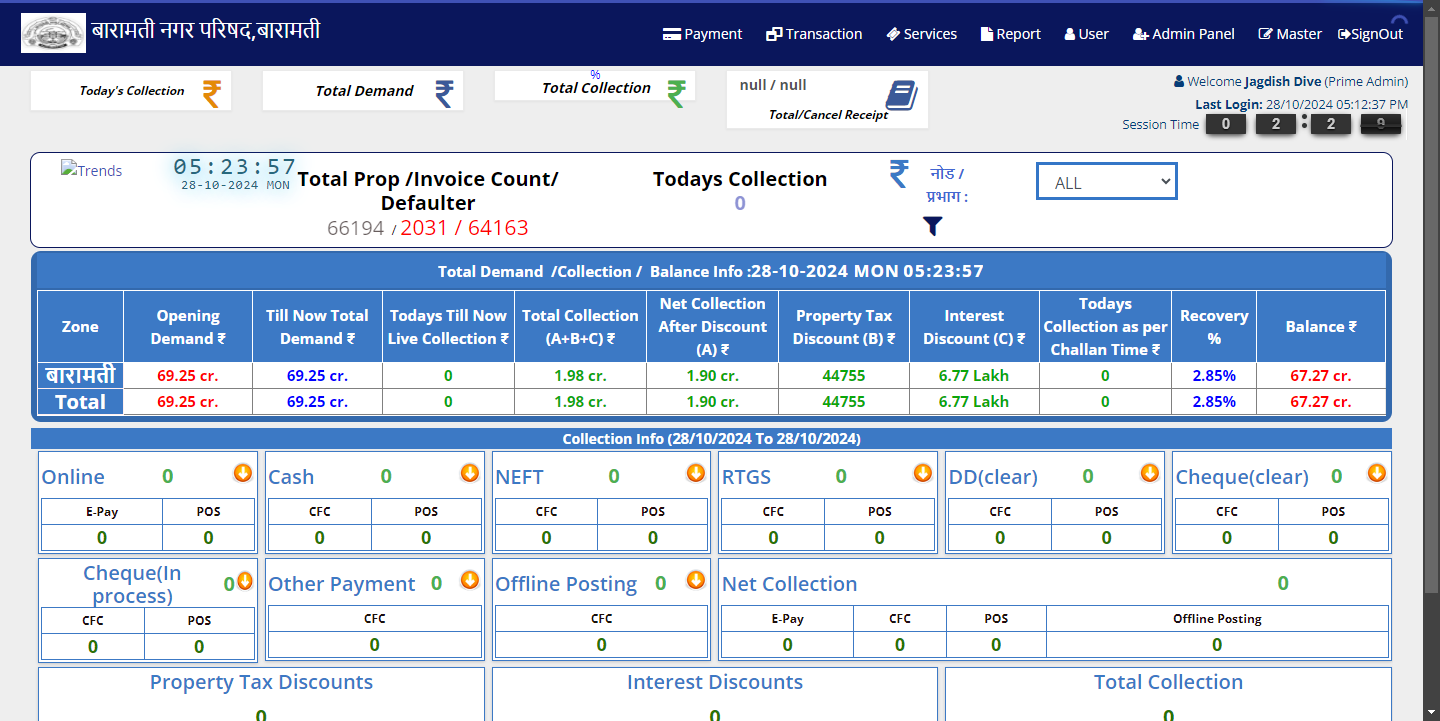 बारामती नगर परिषद,बारामती
Payment Transaction Services Report User Admin Panel Master SignOut
Today's Collection
Total Demand
%
Total Collection
null / null
Total/Cancel Receipt
Welcome Jagdish Dive (Prime Admin)
Last Login: 28/10/2024 05:12:37 PM
Session Time 0 2 : 2
Trends
05:23:57
28-10-2024 MON
Total Prop /Invoice Count/
Defaulter
66194 / 2031 / 64163
Todays Collection
0
₹
नोड /
प्रभाग :
ALL
Total Demand /Collection / Balance Info :28-10-2024 MON 05:23:57
Zone Opening Demand ₹ Till Now Total Demand ₹ Todays Till Now Live Collection ₹ Total Collection (A+B+C) ₹ Net Collection After Discount (A) ₹ Property Tax Discount (B) ₹ Interest Discount (C) ₹ Todays Collection as per Challan Time ₹ Recovery % Balance ₹
बारामती 69.25 cr. 69.25 cr. 0 1.98 cr. 1.90 cr. 44755 6.77 Lakh 0 2.85% 67.27 cr.
Total 69.25 cr. 69.25 cr. 0 1.98 cr. 1.90 cr. 44755 6.77 Lakh 0 2.85% 67.27 cr.
Collection Info (28/10/2024 To 28/10/2024)
Online 0 Cash 0 NEFT 0 RTGS 0 DD(clear) 0 Cheque(clear) 0
E-Pay POS CFC POS CFC POS CFC POS CFC POS CFC POS
0 0 0 0 0 0 0 0 0 0 0 0
Cheque(In process) 0 Other Payment 0 Offline Posting 0 Net Collection 0
CFC POS CFC CFC E-Pay CFC POS Offline Posting
0 0 0 0 0 0 0 0
Property Tax Discounts Interest Discounts Total Collection
0 0 0